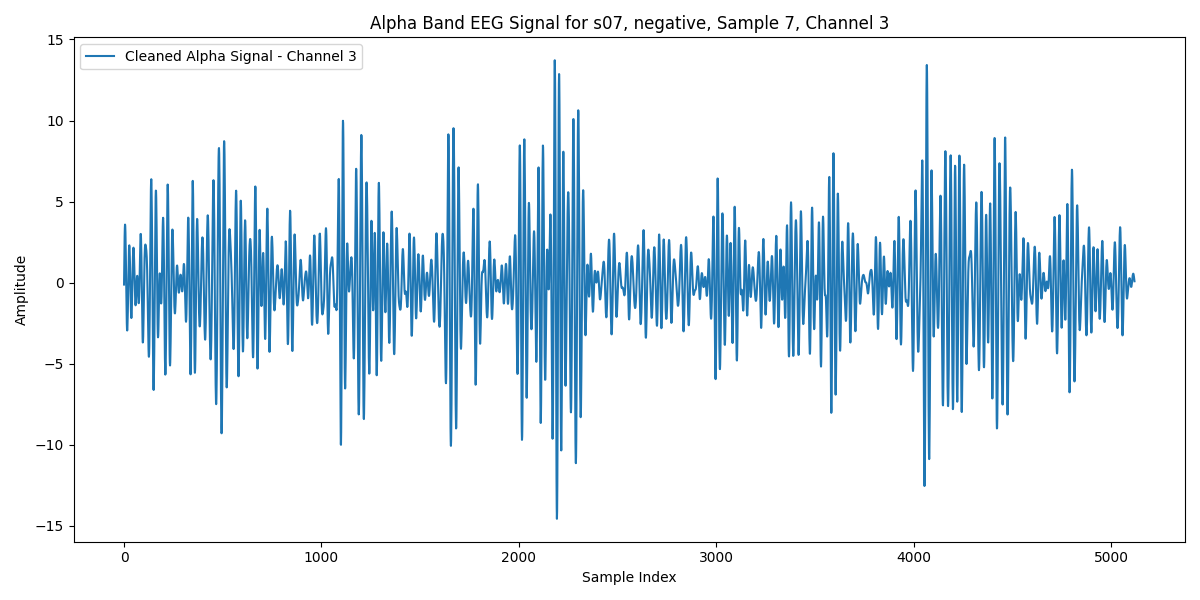 Alpha Band EEG Signal for s07, negative, Sample 7, Channel 3
Cleaned Alpha Signal - Channel 3
15
10
5
0
−5
−10
−15
Amplitude
0 1000 2000 3000 4000 5000
Sample Index